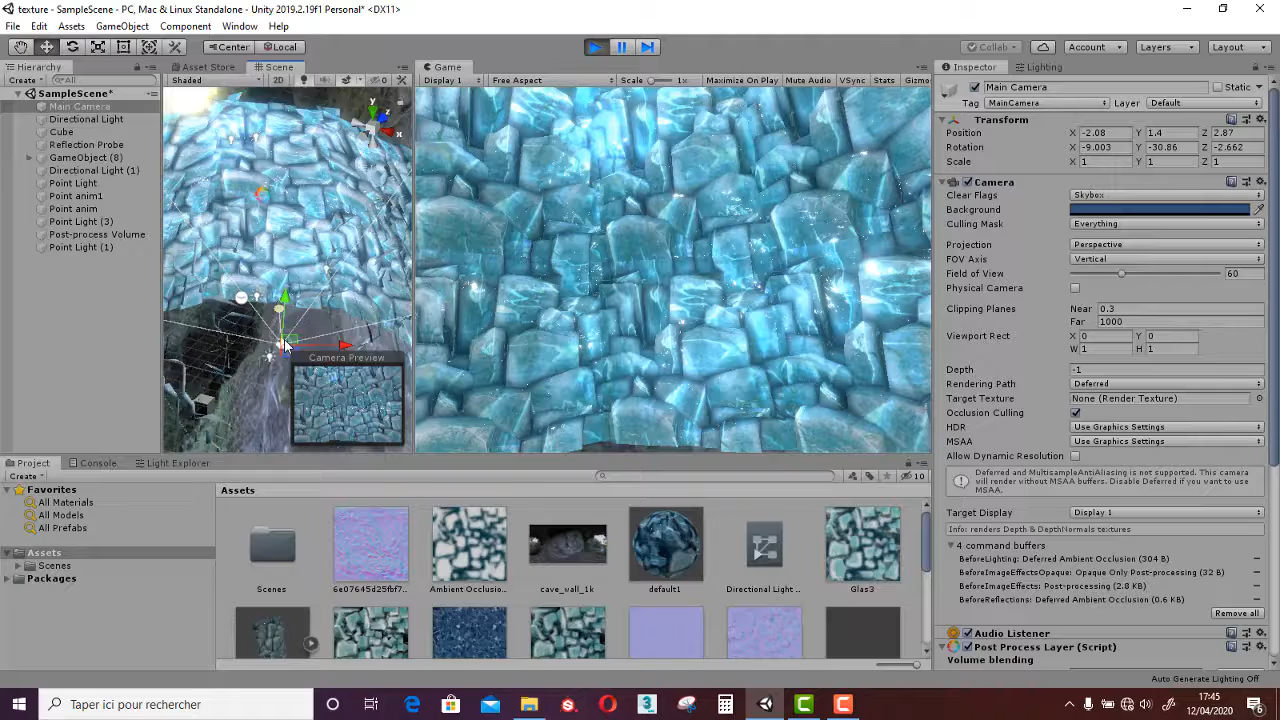 texture - SampleScene - PC, Mac & Linux Standalone - Unity 2019.2.19f1 Personal* <DX11>
File Edit Assets GameObject Component Window Help
Center Local Collab Account Layers Layout
Hierarchy Asset Store Scene Game Inspector Lighting
Create All Shaded 2D 0 Display 1 Free Aspect Scale 1x Maximize On Play Mute Audio VSync Stats Gizmo
SampleScene*
Main Camera
Directional Light
Cube
Reflection Probe
GameObject (8)
Directional Light (1)
Point Light
Point anim1
Point anim
Point Light (3)
Post-process Volume
Point Light (1)
y
z
x
Camera Preview
Main Camera Static
Tag MainCamera Layer Default
Transform
Position X -2.08 Y 1.4 Z 2.87
Rotation X -9.003 Y -30.86 Z -2.662
Scale X 1 Y 1 Z 1
Camera
Clear Flags Skybox
Background
Culling Mask Everything
Projection Perspective
FOV Axis Vertical
Field of View 60
Physical Camera
Clipping Planes Near 0.3
Far 1000
Viewport Rect X 0 Y 0
W 1 H 1
Depth -1
Rendering Path Deferred
Target Texture None (Render Texture)
Occlusion Culling
HDR Use Graphics Settings
MSAA Use Graphics Settings
Allow Dynamic Resolution
Deferred and MultisampleAntiAliasing is not supported. This camera
will render without MSAA buffers. Disable Deferred if you want to use
MSAA.
Target Display Display 1
Info: renders Depth & DepthNormals textures
4 command buffers
BeforeLighting: Deferred Ambient Occlusion (304 B)
BeforeImageEffectsOpaque: Opaque Only Post-processing (32 B)
BeforeImageEffects: Post-processing (2.8 KB)
BeforeReflections: Deferred Ambient Occlusion (0.6 KB)
Remove all
Audio Listener
Post Process Layer (Script)
Volume blending
Auto Generate Lighting Off
Project Console Light Explorer
Create 10
Favorites
All Materials
All Models
All Prefabs
Assets
Scenes
Packages
Assets
Scenes 6e07645d25fbf7... Ambient Occlusio... cave_wall_1k default1 Directional Light ... Glas3
Taper ici pour rechercher
17:45
12/04/2020
6